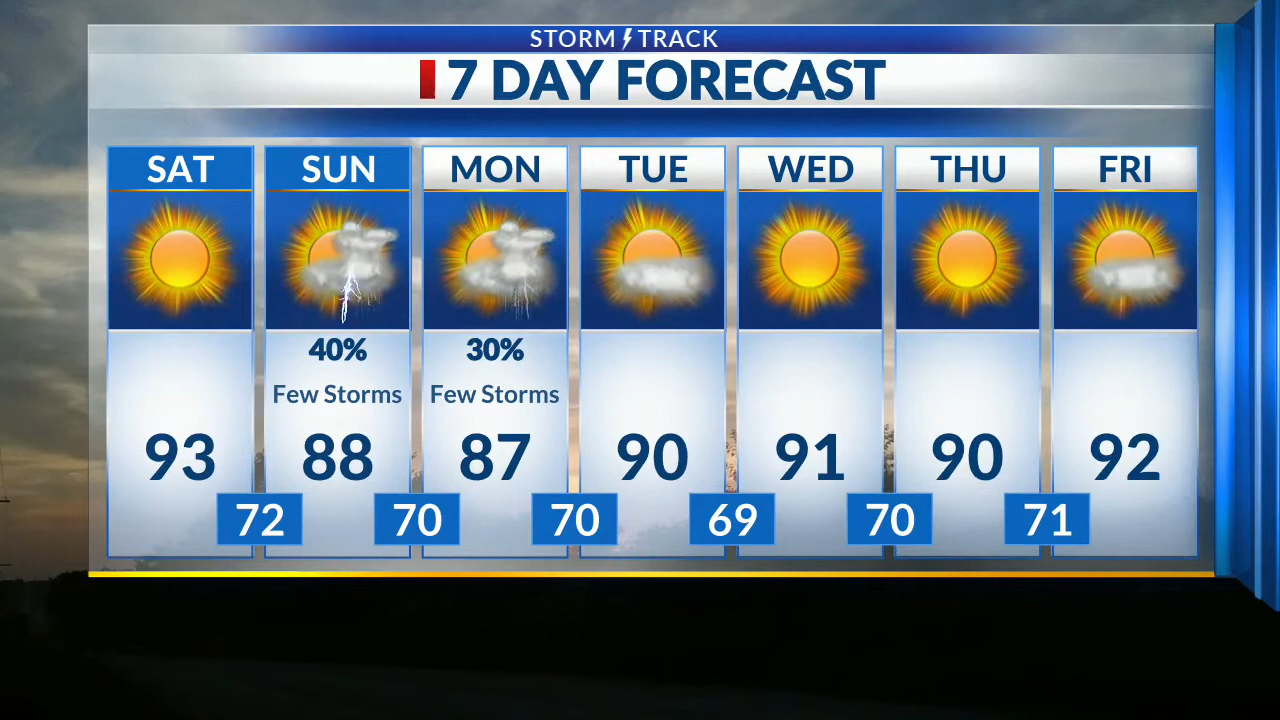 STORM TRACK
7 DAY FORECAST
SAT SUN MON TUE WED THU FRI
40% 30%
Few Storms Few Storms
93 88 87 90 91 90 92
72 70 70 69 70 71